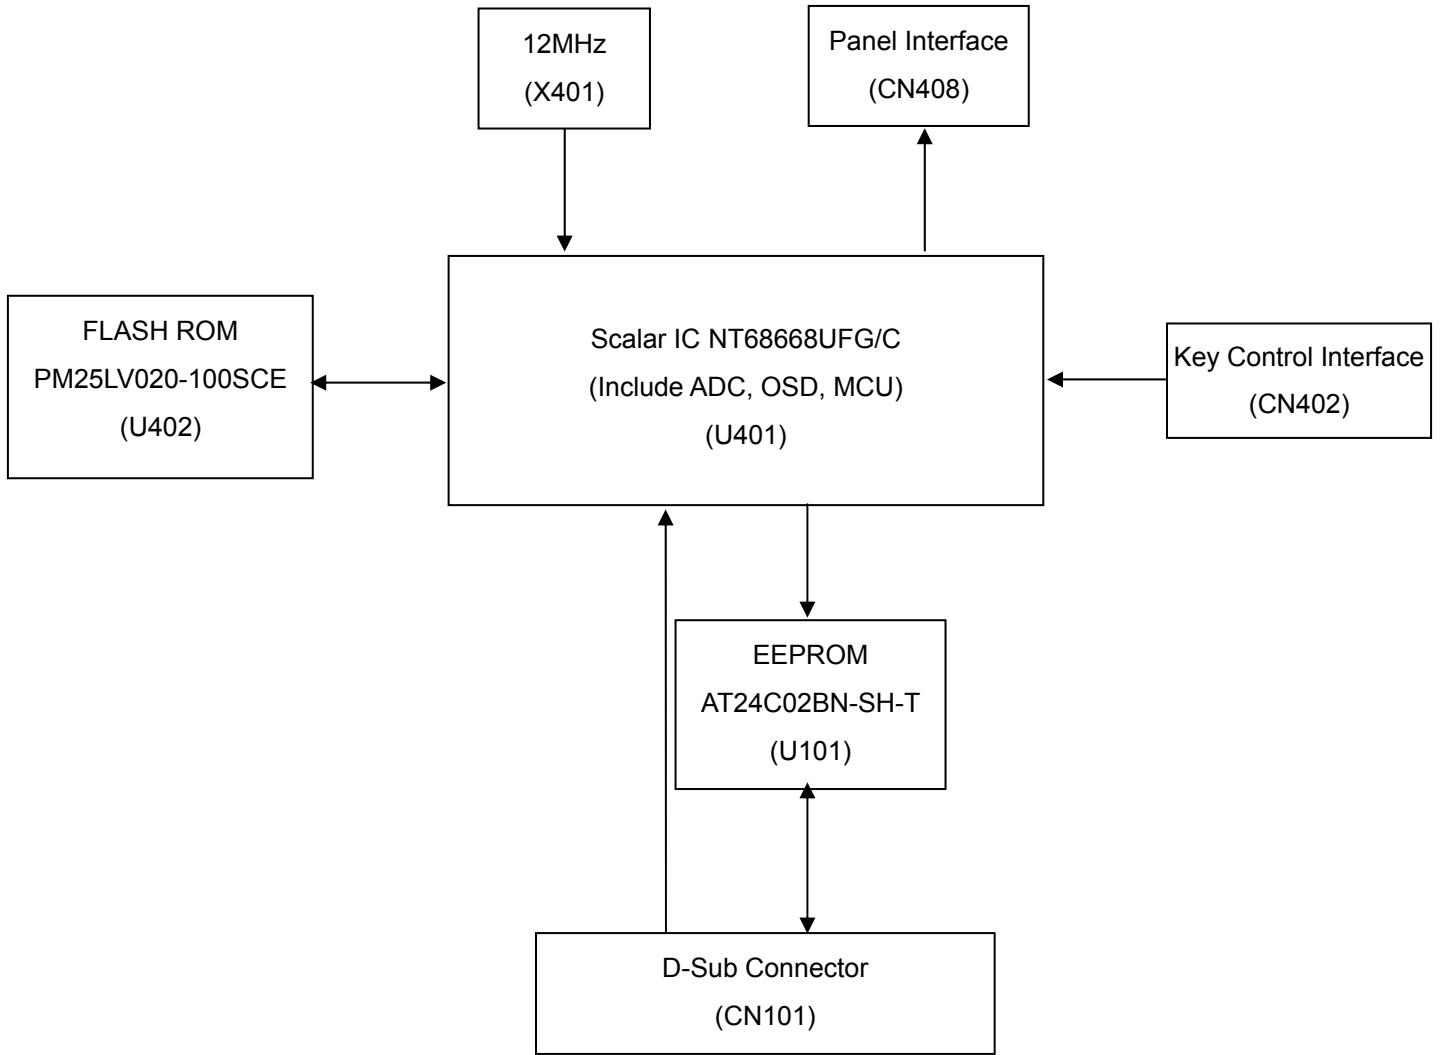 12MHz
(X401)
Panel Interface
(CN408)
FLASH ROM
PM25LV020-100SCE
(U402)
Scalar IC NT68668UFG/C
(Include ADC, OSD, MCU)
(U401)
Key Control Interface
(CN402)
EEPROM
AT24C02BN-SH-T
(U101)
D-Sub Connector
(CN101)